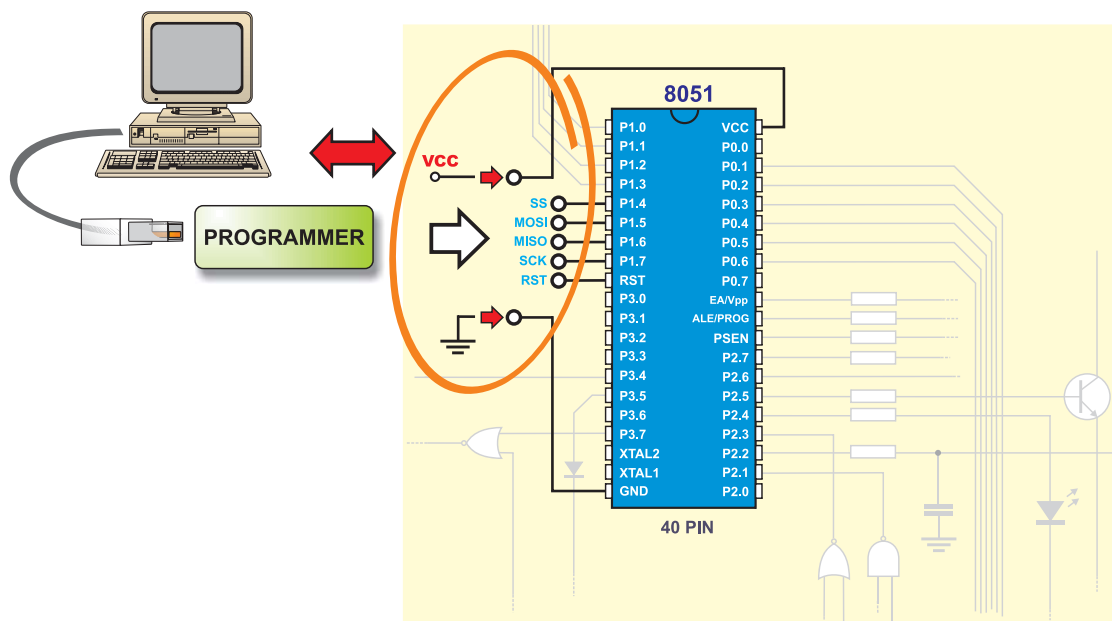 PROGRAMMER
VCC
SS
MOSI
MISO
SCK
RST
8051
P1.0
P1.1
P1.2
P1.3
P1.4
P1.5
P1.6
P1.7
RST
P3.0
P3.1
P3.2
P3.3
P3.4
P3.5
P3.6
P3.7
XTAL2
XTAL1
GND
VCC
P0.0
P0.1
P0.2
P0.3
P0.4
P0.5
P0.6
P0.7
EA/Vpp
ALE/PROG
PSEN
P2.7
P2.6
P2.5
P2.4
P2.3
P2.2
P2.1
P2.0
40 PIN